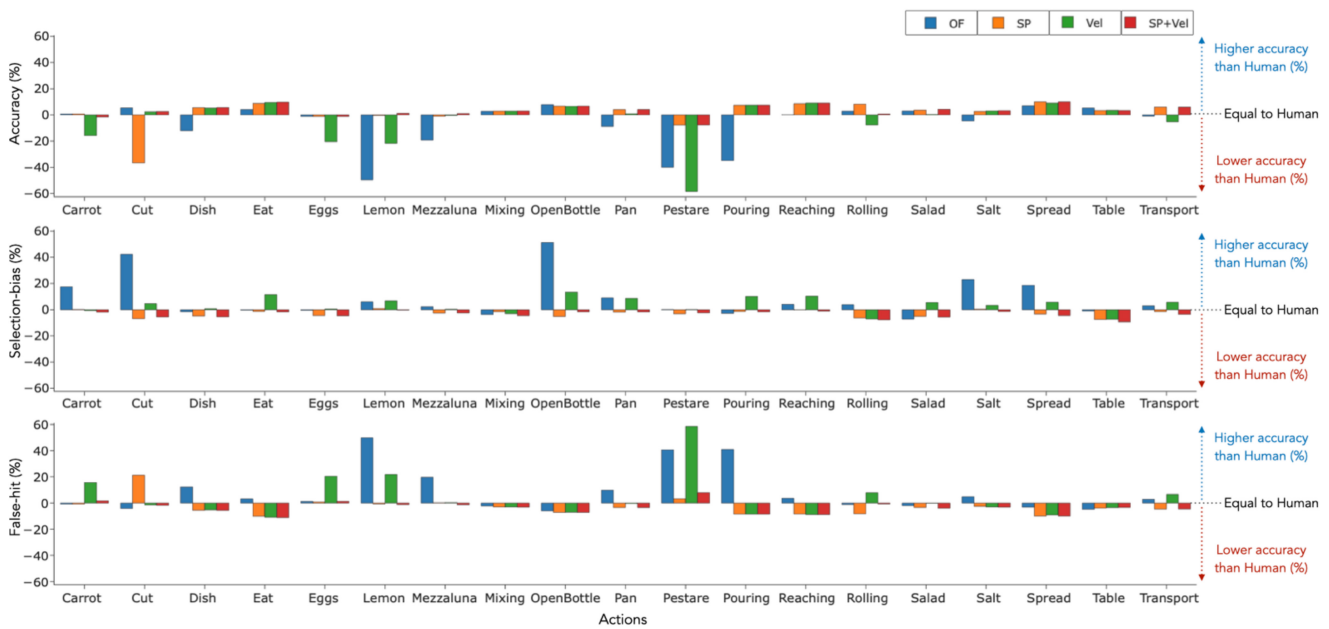 OF SP Vel SP+Vel
60
40
20
0
−20
−40
−60
Accuracy (%)
Carrot Cut Dish Eat Eggs Lemon Mezzaluna Mixing OpenBottle Pan Pestare Pouring Reaching Rolling Salad Salt Spread Table Transport
Higher accuracy
than Human (%)
Equal to Human
Lower accuracy
than Human (%)
60
40
20
0
−20
−40
−60
Selection-bias (%)
Carrot Cut Dish Eat Eggs Lemon Mezzaluna Mixing OpenBottle Pan Pestare Pouring Reaching Rolling Salad Salt Spread Table Transport
Higher accuracy
than Human (%)
Equal to Human
Lower accuracy
than Human (%)
60
40
20
0
−20
−40
−60
False-hit (%)
Carrot Cut Dish Eat Eggs Lemon Mezzaluna Mixing OpenBottle Pan Pestare Pouring Reaching Rolling Salad Salt Spread Table Transport
Higher accuracy
than Human (%)
Equal to Human
Lower accuracy
than Human (%)
Actions